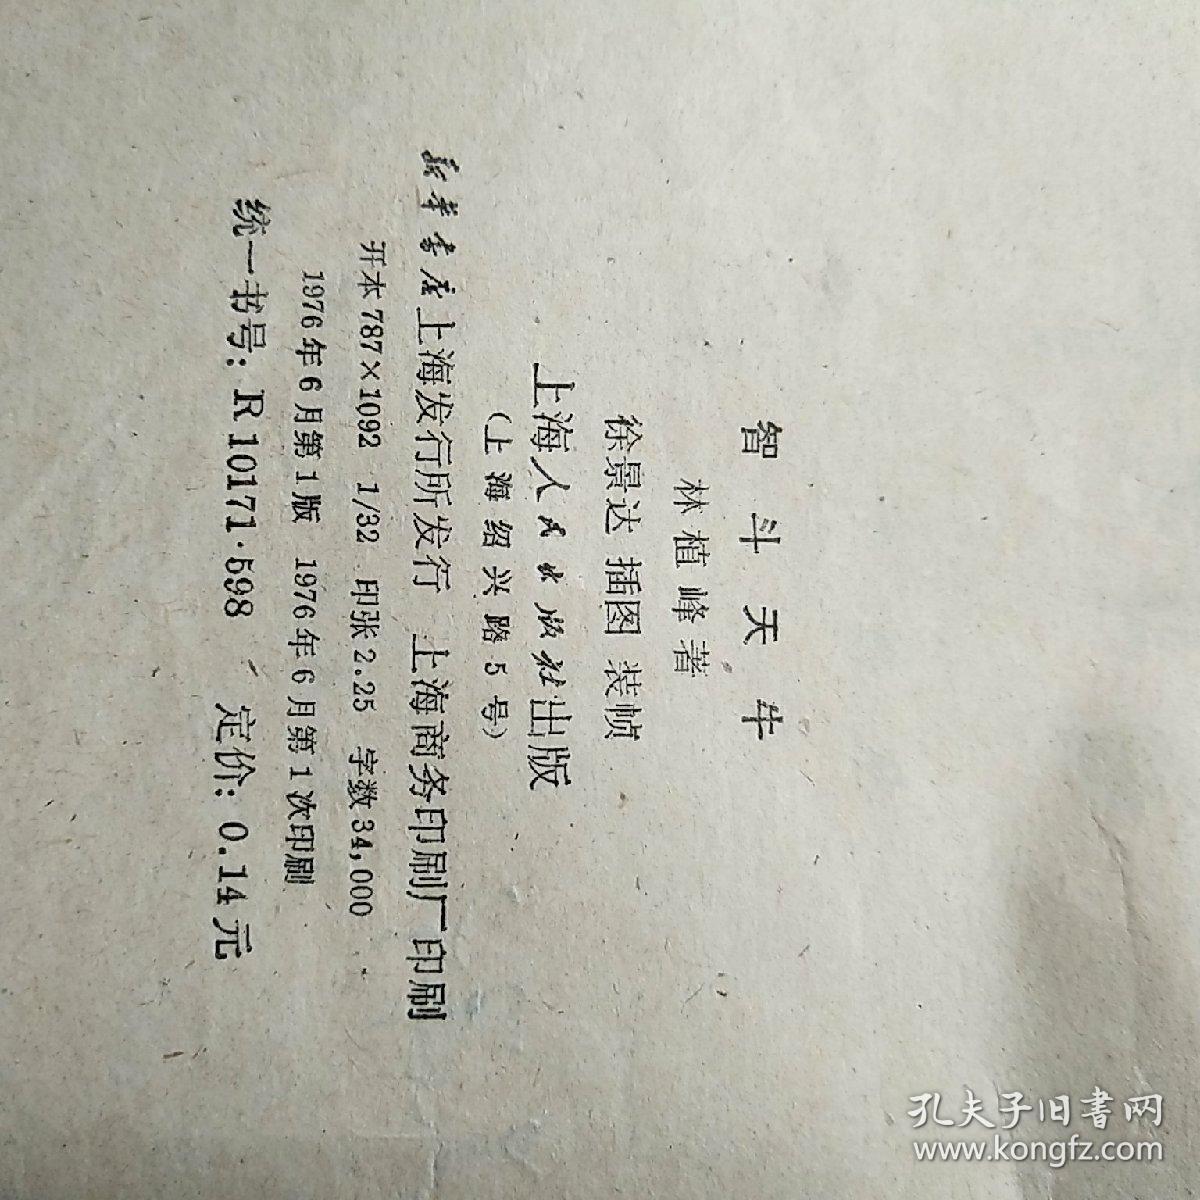 智斗天牛
林植峰著
徐景达 插图 装帧
上海人民出版社出版
(上海绍兴路5号)
新华书店上海发行所发行 上海商务印刷厂印刷
开本787×1092 1/32 印张2.25 字数34,000
1976年6月第1版 1976年6月第1次印刷
统一书号：R10171·598 定价：0.14元
孔夫子旧书网
www.kongfz.com